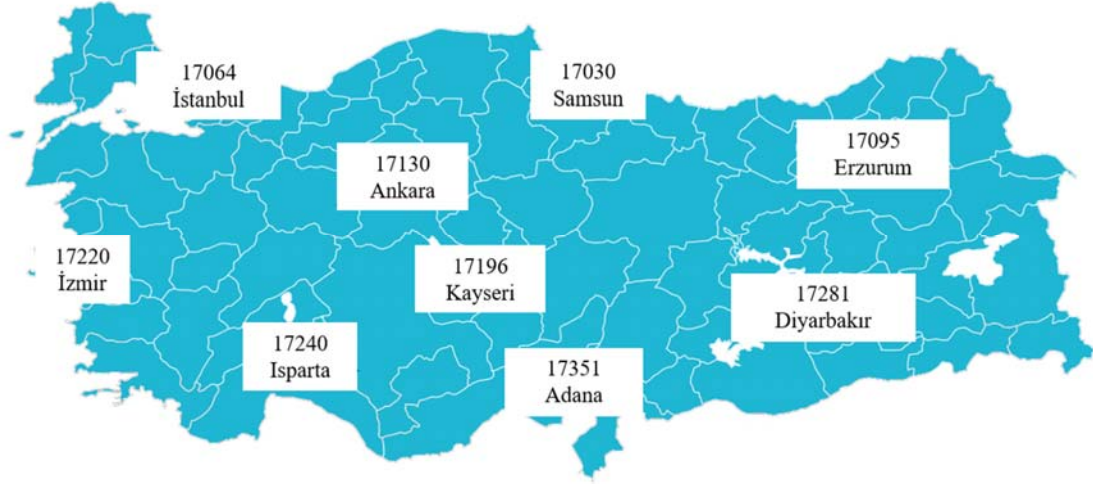 17064
İstanbul
17030
Samsun
17095
Erzurum
17130
Ankara
17220
İzmir
17196
Kayseri
17281
Diyarbakır
17240
Isparta
17351
Adana